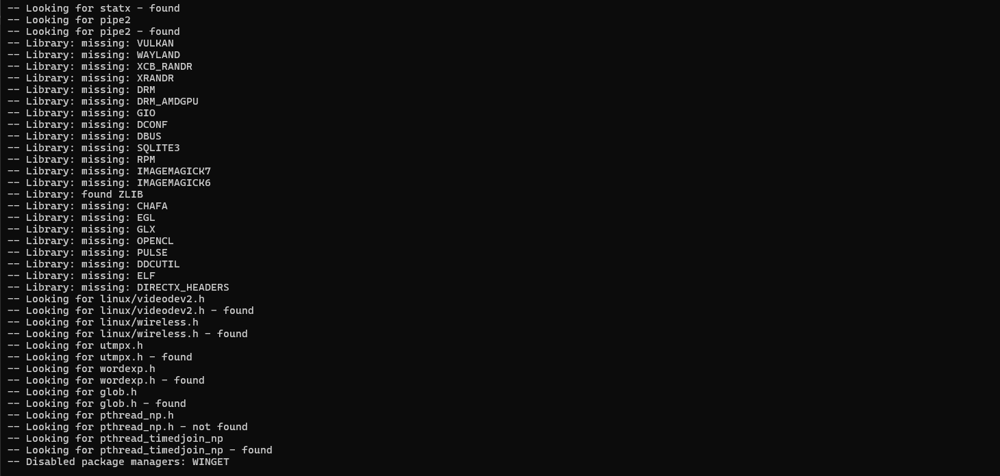 -- Looking for statx - found
-- Looking for pipe2
-- Looking for pipe2 - found
-- Library: missing: VULKAN
-- Library: missing: WAYLAND
-- Library: missing: XCB_RANDR
-- Library: missing: XRANDR
-- Library: missing: DRM
-- Library: missing: DRM_AMDGPU
-- Library: missing: GIO
-- Library: missing: DCONF
-- Library: missing: DBUS
-- Library: missing: SQLITE3
-- Library: missing: RPM
-- Library: missing: IMAGEMAGICK7
-- Library: missing: IMAGEMAGICK6
-- Library: found ZLIB
-- Library: missing: CHAFA
-- Library: missing: EGL
-- Library: missing: GLX
-- Library: missing: OPENCL
-- Library: missing: PULSE
-- Library: missing: DDCUTIL
-- Library: missing: ELF
-- Library: missing: DIRECTX_HEADERS
-- Looking for linux/videodev2.h
-- Looking for linux/videodev2.h - found
-- Looking for linux/wireless.h
-- Looking for linux/wireless.h - found
-- Looking for utmpx.h
-- Looking for utmpx.h - found
-- Looking for wordexp.h
-- Looking for wordexp.h - found
-- Looking for glob.h
-- Looking for glob.h - found
-- Looking for pthread_np.h
-- Looking for pthread_np.h - not found
-- Looking for pthread_timedjoin_np
-- Looking for pthread_timedjoin_np - found
-- Disabled package managers: WINGET